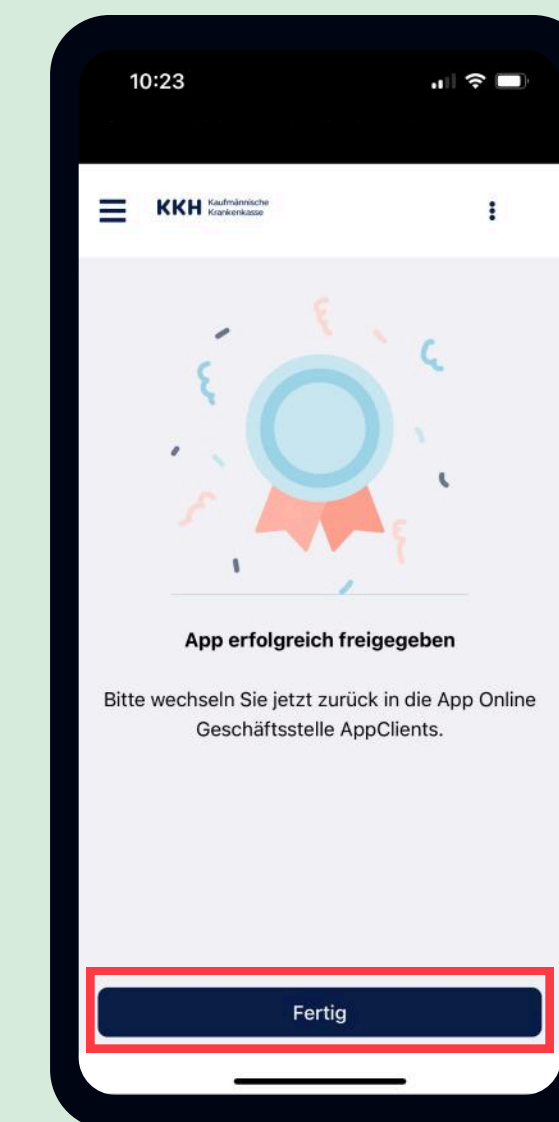 10:23
KKH Kaufmännische
Krankenkasse
App erfolgreich freigegeben
Bitte wechseln Sie jetzt zurück in die App Online
Geschäftsstelle AppClients.
Fertig